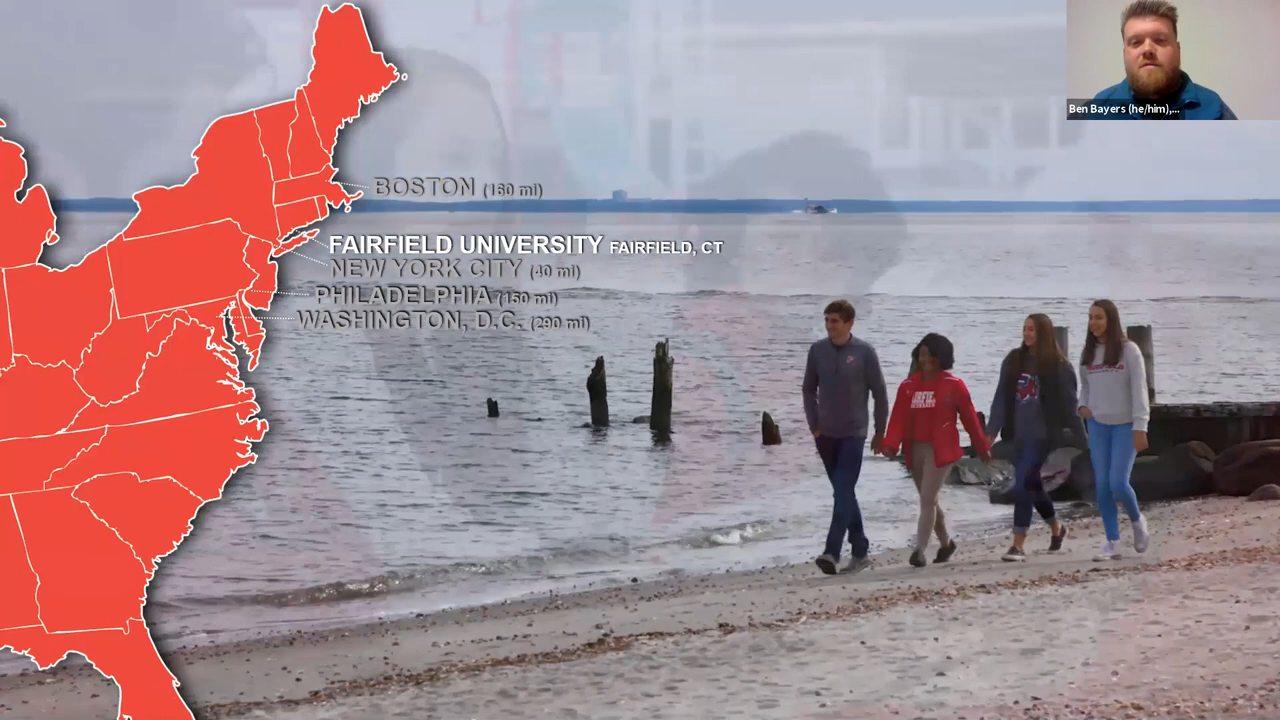 Ben Bayers (he/him),...
BOSTON (160 mi)
FAIRFIELD UNIVERSITY FAIRFIELD, CT
NEW YORK CITY (40 mi)
PHILADELPHIA (150 mi)
WASHINGTON, D.C. (290 mi)